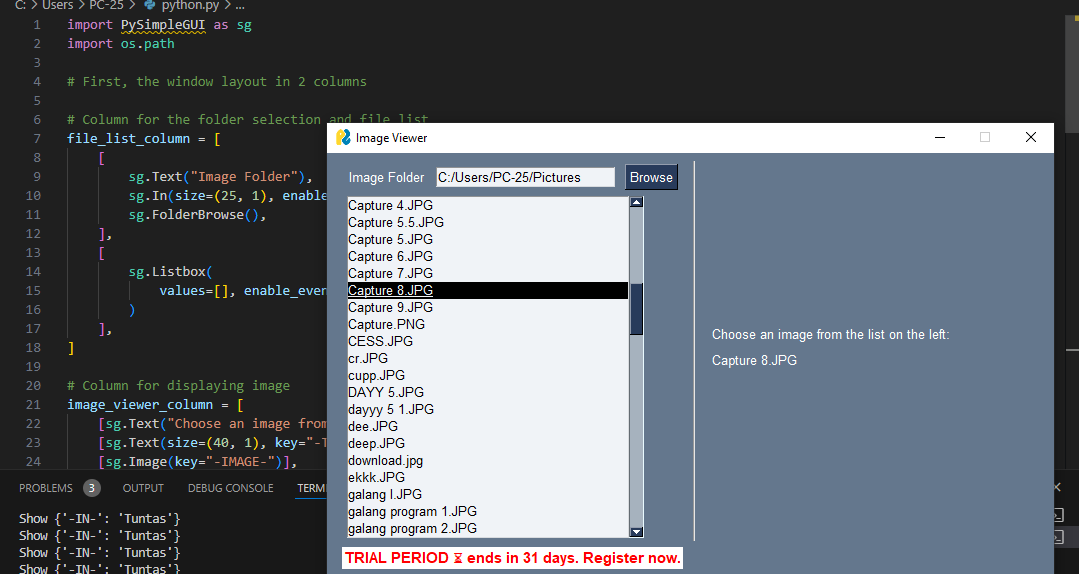 C: > Users > PC-25 > python.py > ...
1 import PySimpleGUI as sg
2 import os.path
3
4 # First, the window layout in 2 columns
5
6 # Column for the folder selection and file list
7 file_list_column = [
8 [
9 sg.Text("Image Folder"),
10 sg.In(size=(25, 1), enable
11 sg.FolderBrowse(),
12 ],
13 [
14 sg.Listbox(
15 values=[], enable_even
16 )
17 ],
18 ]
19
20 # Column for displaying image
21 image_viewer_column = [
22 [sg.Text("Choose an image from
23 [sg.Text(size=(40, 1), key="-T
24 [sg.Image(key="-IMAGE-")],
PROBLEMS 3 OUTPUT DEBUG CONSOLE TERM
Show {'-IN-': 'Tuntas'}
Show {'-IN-': 'Tuntas'}
Show {'-IN-': 'Tuntas'}
Show {'-IN-': 'Tuntas'}
Image Viewer
Image Folder C:/Users/PC-25/Pictures Browse
Capture 4.JPG
Capture 5.5.JPG
Capture 5.JPG
Capture 6.JPG
Capture 7.JPG
Capture 8.JPG
Capture 9.JPG
Capture.PNG
CESS.JPG
cr.JPG
cupp.JPG
DAYY 5.JPG
dayyy 5 1.JPG
dee.JPG
deep.JPG
download.jpg
ekkk.JPG
galang l.JPG
galang program 1.JPG
galang program 2.JPG
Choose an image from the list on the left:
Capture 8.JPG
TRIAL PERIOD ⏳ ends in 31 days. Register now.